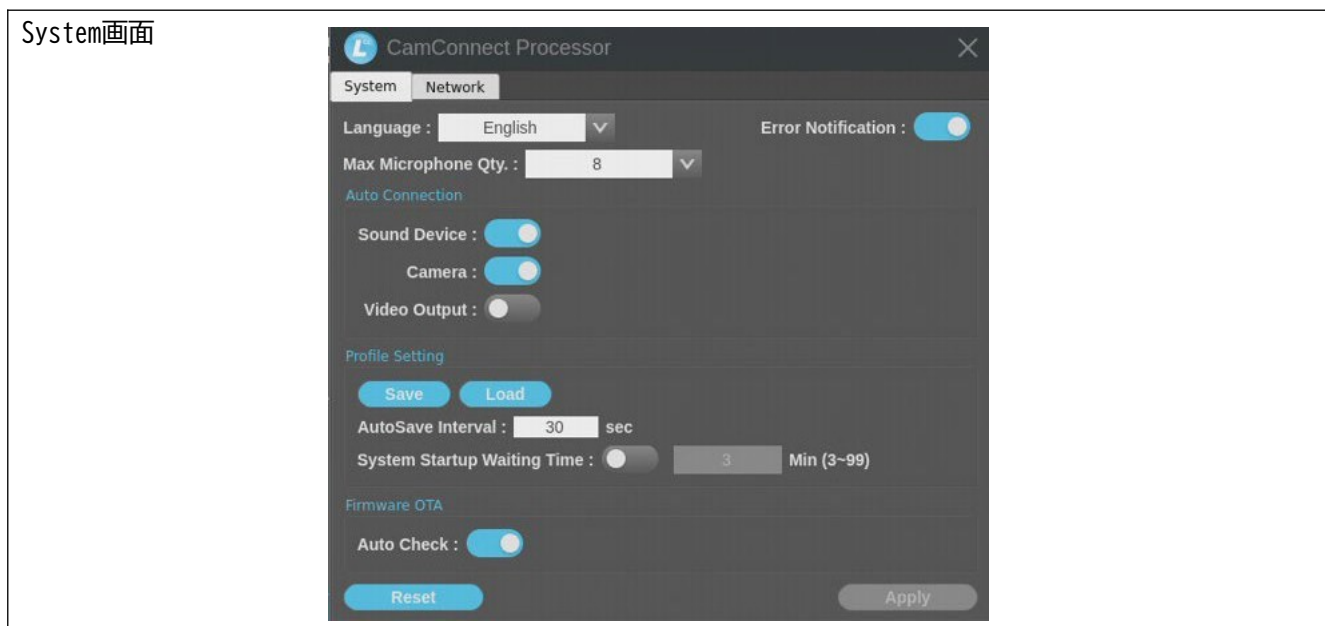 System画面
CamConnect Processor
System Network
Language : English Error Notification :
Max Microphone Qty. : 8
Auto Connection
Sound Device :
Camera :
Video Output :
Profile Setting
Save Load
AutoSave Interval : 30 sec
System Startup Waiting Time : 3 Min (3~99)
Firmware OTA
Auto Check :
Reset Apply